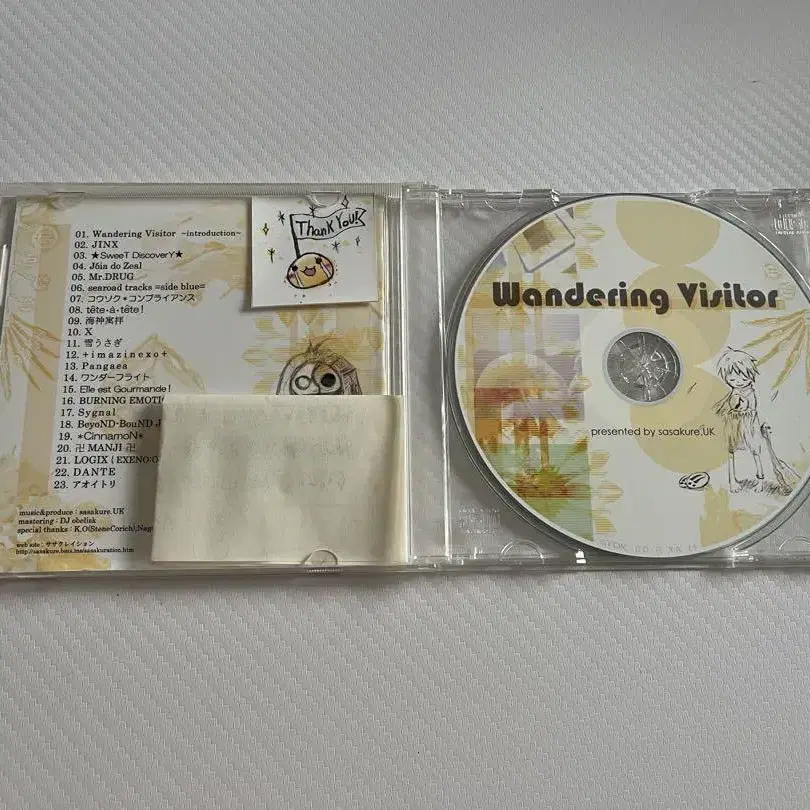 01. Wandering Visitor ~introduction~
02. JINX
03. ★SweeT DiscoverY★
04. Jóia do Zeal
05. Mr.DRUG
06. searoad tracks =side blue=
07. コウソク*コンプライアンス
08. tête・à・tête!
09. 海神寓拝
10. X
11. 雪うさぎ
12. +imazinexo+
13. Pangaea
14. ワンダーフライト
15. Elle est Gourmande!
16. BURNING
17. Sygnal
18. BeyoND-BouND
19. *CinnamoN*
20. 卍 MANJI 卍
21. LOGIX
22. DANTE
23. アオイトリ
music&produce : sasakure.UK
mastering : DJ obelisk
special thanks : K.O(StoneCorich);
web site : ササクレイション
Thank You!
Wandering Visitor
presented by sasakure.UK